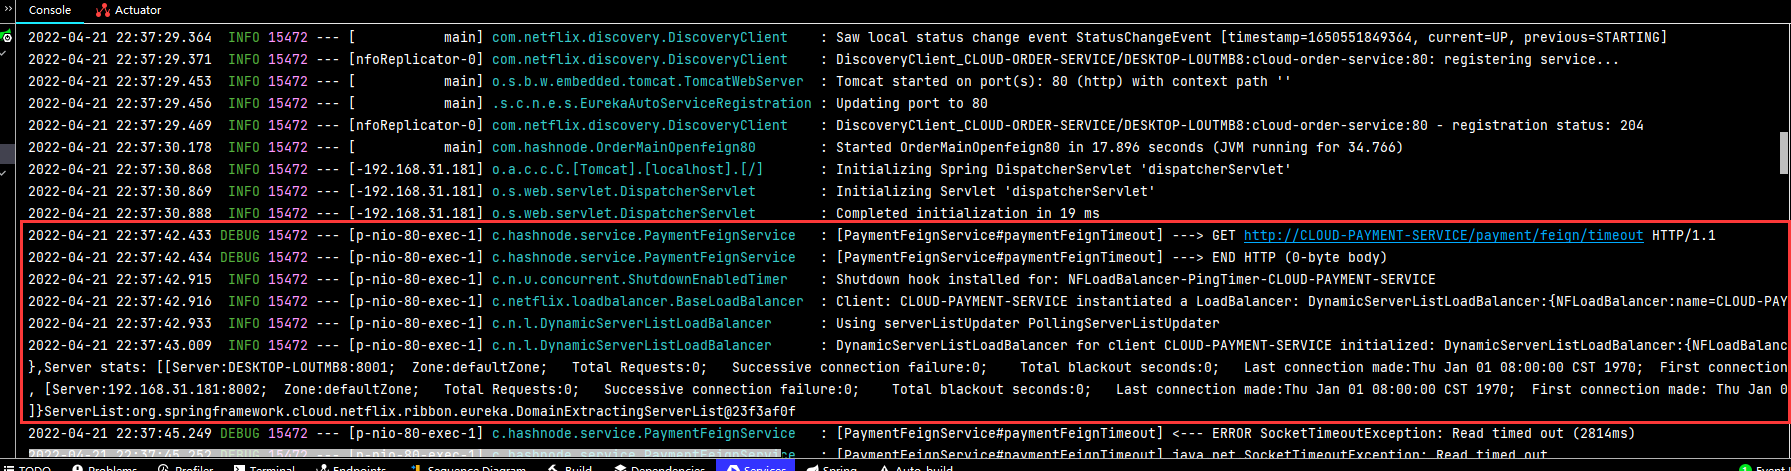 Console Actuator
2022-04-21 22:37:29.364  INFO 15472 --- [           main] com.netflix.discovery.DiscoveryClient    : Saw local status change event StatusChangeEvent [timestamp=1650551849364, current=UP, previous=STARTING]
2022-04-21 22:37:29.371  INFO 15472 --- [nfoReplicator-0] com.netflix.discovery.DiscoveryClient    : DiscoveryClient_CLOUD-ORDER-SERVICE/DESKTOP-LOUTMB8:cloud-order-service:80: registering service...
2022-04-21 22:37:29.453  INFO 15472 --- [           main] o.s.b.w.embedded.tomcat.TomcatWebServer  : Tomcat started on port(s): 80 (http) with context path ''
2022-04-21 22:37:29.456  INFO 15472 --- [           main] .s.c.n.e.s.EurekaAutoServiceRegistration : Updating port to 80
2022-04-21 22:37:29.469  INFO 15472 --- [nfoReplicator-0] com.netflix.discovery.DiscoveryClient    : DiscoveryClient_CLOUD-ORDER-SERVICE/DESKTOP-LOUTMB8:cloud-order-service:80 - registration status: 204
2022-04-21 22:37:30.178  INFO 15472 --- [           main] com.hashnode.OrderMainOpenfeign80        : Started OrderMainOpenfeign80 in 17.896 seconds (JVM running for 34.766)
2022-04-21 22:37:30.868  INFO 15472 --- [-192.168.31.181] o.a.c.c.C.[Tomcat].[localhost].[/]       : Initializing Spring DispatcherServlet 'dispatcherServlet'
2022-04-21 22:37:30.869  INFO 15472 --- [-192.168.31.181] o.s.web.servlet.DispatcherServlet        : Initializing Servlet 'dispatcherServlet'
2022-04-21 22:37:30.888  INFO 15472 --- [-192.168.31.181] o.s.web.servlet.DispatcherServlet        : Completed initialization in 19 ms
2022-04-21 22:37:42.433 DEBUG 15472 --- [p-nio-80-exec-1] c.hashnode.service.PaymentFeignService   : [PaymentFeignService#paymentFeignTimeout] ---> GET http://CLOUD-PAYMENT-SERVICE/payment/feiqn/timeout HTTP/1.1
2022-04-21 22:37:42.434 DEBUG 15472 --- [p-nio-80-exec-1] c.hashnode.service.PaymentFeignService   : [PaymentFeignService#paymentFeignTimeout] ---> END HTTP (0-byte body)
2022-04-21 22:37:42.915  INFO 15472 --- [p-nio-80-exec-1] c.n.u.concurrent.ShutdownEnabledTimer    : Shutdown hook installed for: NFLoadBalancer-PingTimer-CLOUD-PAYMENT-SERVICE
2022-04-21 22:37:42.916  INFO 15472 --- [p-nio-80-exec-1] c.netflix.loadbalancer.BaseLoadBalancer  : Client: CLOUD-PAYMENT-SERVICE instantiated a LoadBalancer: DynamicServerListLoadBalancer:{NFLoadBalancer:name=CLOUD-PAY
2022-04-21 22:37:42.933  INFO 15472 --- [p-nio-80-exec-1] c.n.l.DynamicServerListLoadBalancer      : Using serverListUpdater PollingServerListUpdater
2022-04-21 22:37:43.009  INFO 15472 --- [p-nio-80-exec-1] c.n.l.DynamicServerListLoadBalancer      : DynamicServerListLoadBalancer for client CLOUD-PAYMENT-SERVICE initialized: DynamicServerListLoadBalancer:{NFLoadBalanc
},Server stats: [[Server:DESKTOP-LOUTMB8:8001;	Zone:defaultZone;	Total Requests:0;	Successive connection failure:0;	Total blackout seconds:0;	Last connection made:Thu Jan 01 08:00:00 CST 1970;	First connection
, [Server:192.168.31.181:8002;	Zone:defaultZone;	Total Requests:0;	Successive connection failure:0;	Total blackout seconds:0;	Last connection made:Thu Jan 01 08:00:00 CST 1970;	First connection made: Thu Jan 0
]}ServerList:org.springframework.cloud.netflix.ribbon.eureka.DomainExtractingServerList@23f3af0f
2022-04-21 22:37:45.249 DEBUG 15472 --- [p-nio-80-exec-1] c.hashnode.service.PaymentFeignService   : [PaymentFeignService#paymentFeignTimeout] <--- ERROR SocketTimeoutException: Read timed out (2814ms)
2022-04-21 22:37:45.252 DEBUG 15472 --- [p-nio-80-exec-1] c.hashnode.service.PaymentFeignService   : [PaymentFeignService#paymentFeignTimeout] java.net.SocketTimeoutException: Read timed out
TODO Problems Profiler Terminal Endpoints Sequence Diagram Build Dependencies Services Spring Auto-build 1 Event